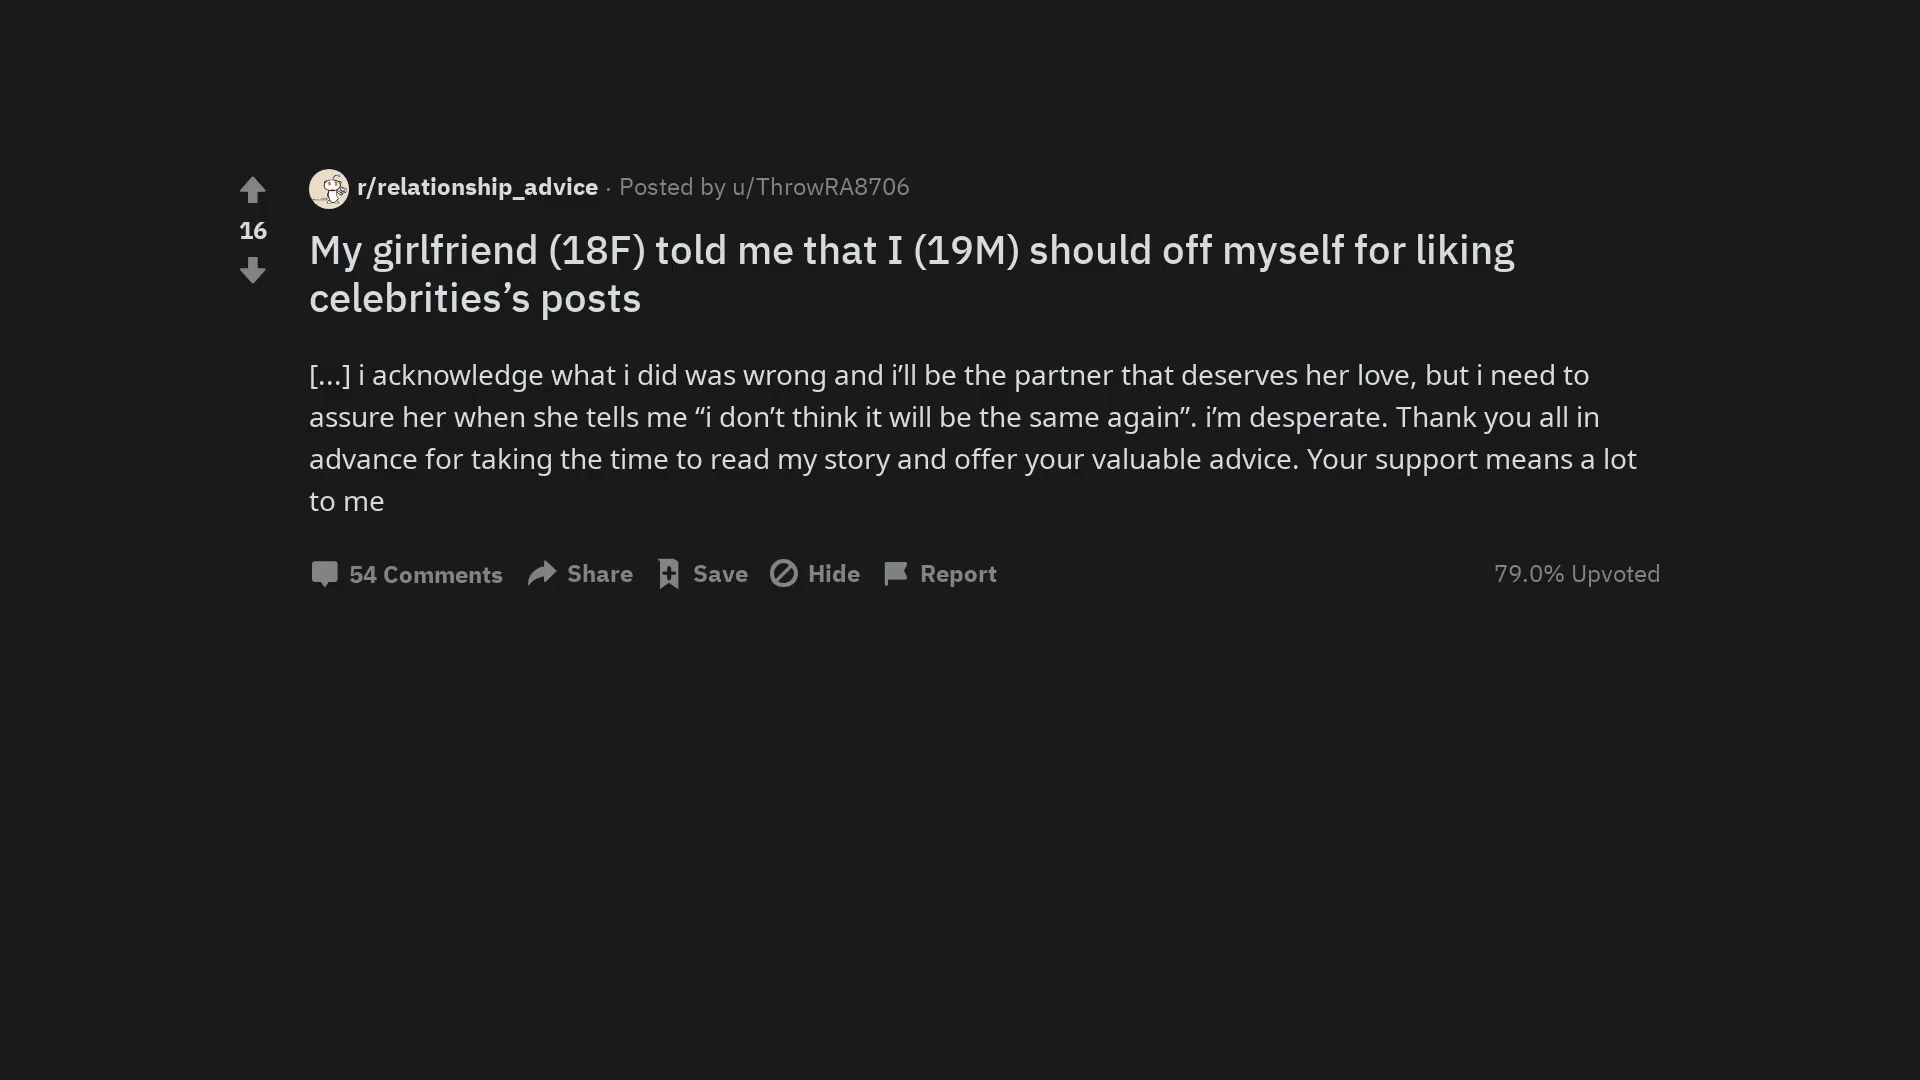 r/relationship_advice · Posted by u/ThrowRA8706
16
My girlfriend (18F) told me that I (19M) should off myself for liking
celebrities’s posts
[...] i acknowledge what i did was wrong and i’ll be the partner that deserves her love, but i need to
assure her when she tells me “i don’t think it will be the same again”. i’m desperate. Thank you all in
advance for taking the time to read my story and offer your valuable advice. Your support means a lot
to me
54 Comments Share Save Hide Report 79.0% Upvoted